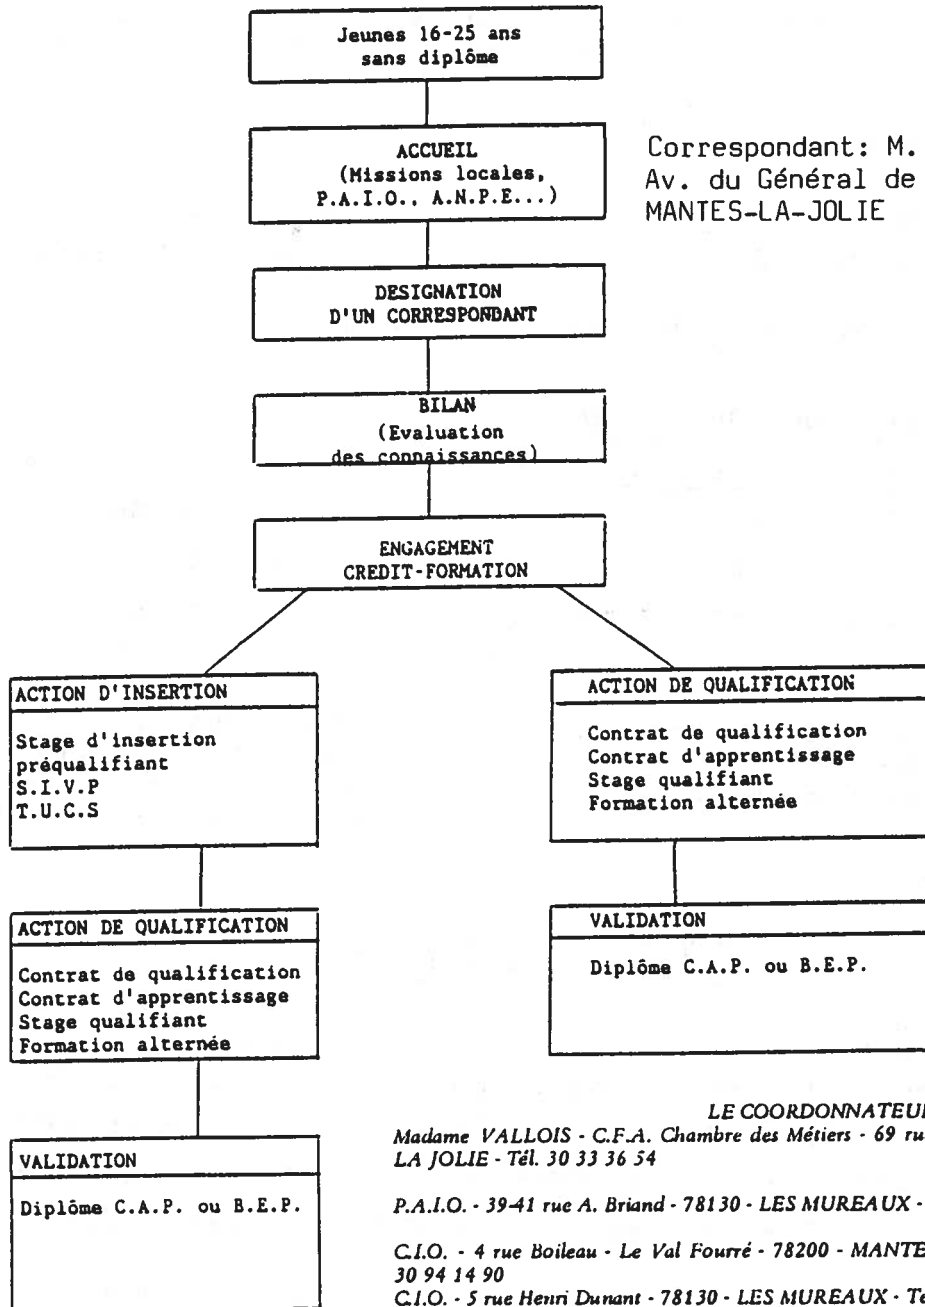 Jeunes 16-25 ans
sans diplôme
ACCUEIL
(Missions locales,
P.A.I.O., A.N.P.E...)
Correspondant: M.
Av. du Général de
MANTES-LA-JOLIE
DESIGNATION
D'UN CORRESPONDANT
BILAN
(Evaluation
des connaissances)
ENGAGEMENT
CREDIT-FORMATION
ACTION D'INSERTION
Stage d'insertion
préqualifiant
S.I.V.P
T.U.C.S
ACTION DE QUALIFICATION
Contrat de qualification
Contrat d'apprentissage
Stage qualifiant
Formation alternée
VALIDATION
Diplôme C.A.P. ou B.E.P.
ACTION DE QUALIFICATION
Contrat de qualification
Contrat d'apprentissage
Stage qualifiant
Formation alternée
VALIDATION
Diplôme C.A.P. ou B.E.P.
LE COORDONNATEU
Madame VALLOIS - C.F.A. Chambre des Métiers - 69 ru
LA JOLIE - Tél. 30 33 36 54
P.A.I.O. - 39-41 rue A. Briand - 78130 - LES MUREAUX -
C.I.O. - 4 rue Boileau - Le Val Fourré - 78200 - MANTE
30 94 14 90
C.I.O. - 5 rue Henri Dunant - 78130 - LES MUREAUX - Te